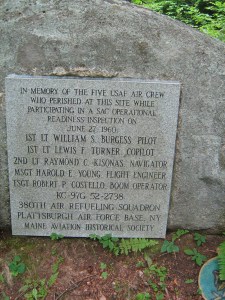 IN MEMORY OF THE FIVE USAF AIR CREW
WHO PERISHED AT THIS SITE WHILE
PARTICIPATING IN A SAC OPERATIONAL
READINESS INSPECTION ON
JUNE 27 1960
1ST LT WILLIAM S. BURGESS PILOT
1ST LT LEWIS F. TURNER COPILOT
2ND LT RAYMOND C. KISONAS NAVIGATOR
MSGT HAROLD E. YOUNG FLIGHT ENGINEER
TSGT ROBERT P. COSTELLO BOOM OPERATOR
KC-97G 52-2738
380TH AIR REFUELING SQUADRON
PLATTSBURGH AIR FORCE BASE, NY
MAINE AVIATION HISTORICAL SOCIETY